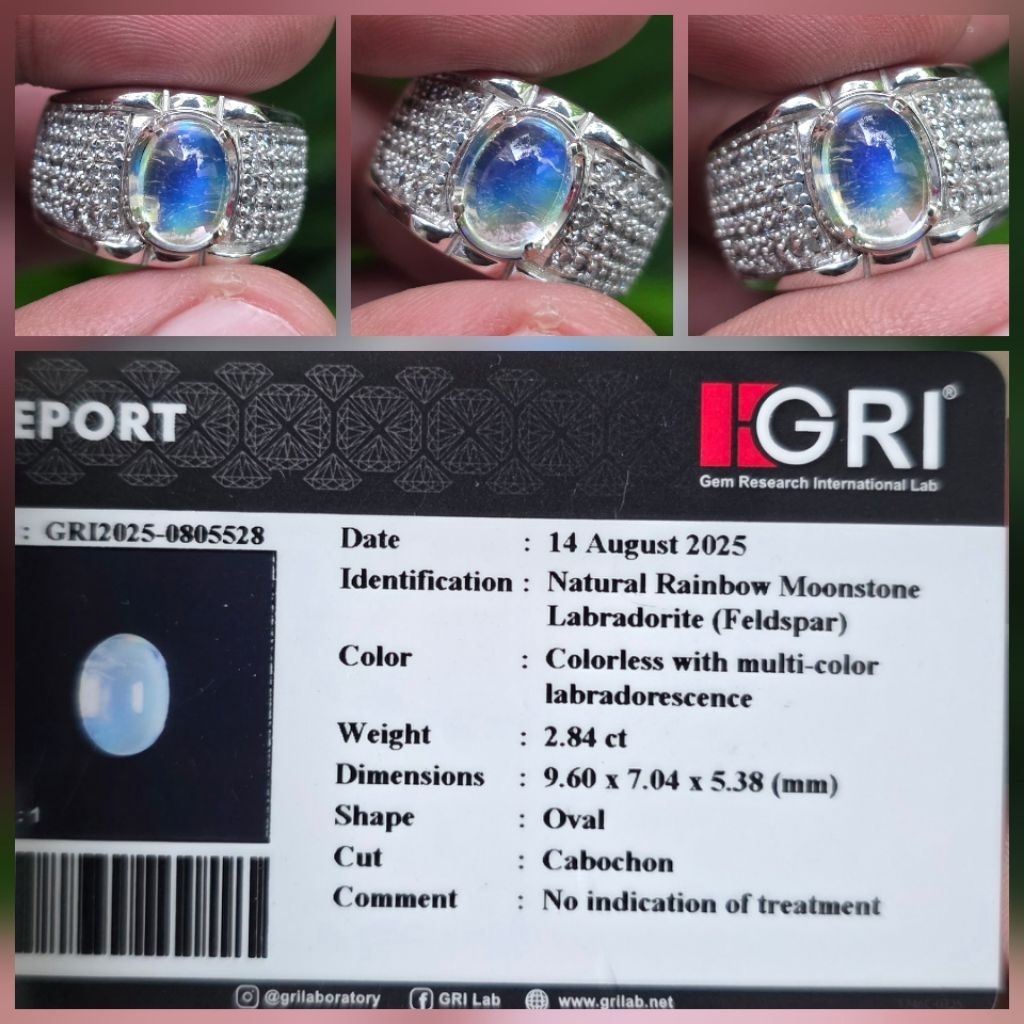 EPORT
GRI®
Gem Research International Lab
: GRI2025-0805528
Date : 14 August 2025
Identification : Natural Rainbow Moonstone
Labradorite (Feldspar)
Color : Colorless with multi-color
labradorescence
Weight : 2.84 ct
Dimensions : 9.60 x 7.04 x 5.38 (mm)
Shape : Oval
Cut : Cabochon
Comment : No indication of treatment
:1
@grilaboratory GRI Lab www.grilab.net